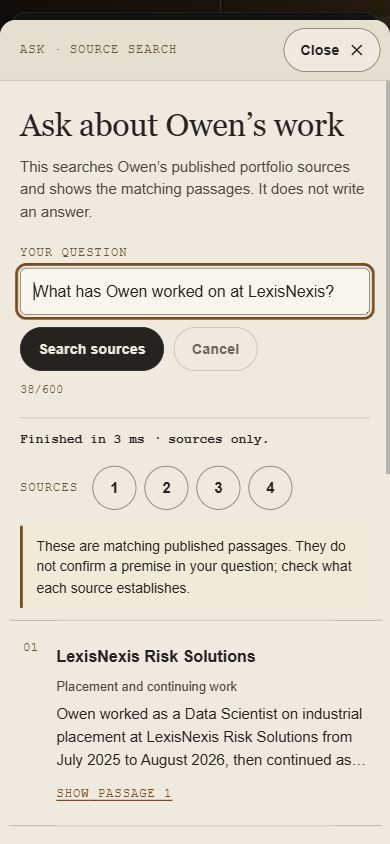 ASK · SOURCE SEARCH
Close ✕
Ask about Owen’s work
This searches Owen’s published portfolio sources
and shows the matching passages. It does not write
an answer.
YOUR QUESTION
What has Owen worked on at LexisNexis?
Search sources
Cancel
38/600
Finished in 3 ms · sources only.
SOURCES 1 2 3 4
These are matching published passages. They do
not confirm a premise in your question; check what
each source establishes.
01
LexisNexis Risk Solutions
Placement and continuing work
Owen worked as a Data Scientist on industrial
placement at LexisNexis Risk Solutions from
July 2025 to August 2026, then continued as…
SHOW PASSAGE 1